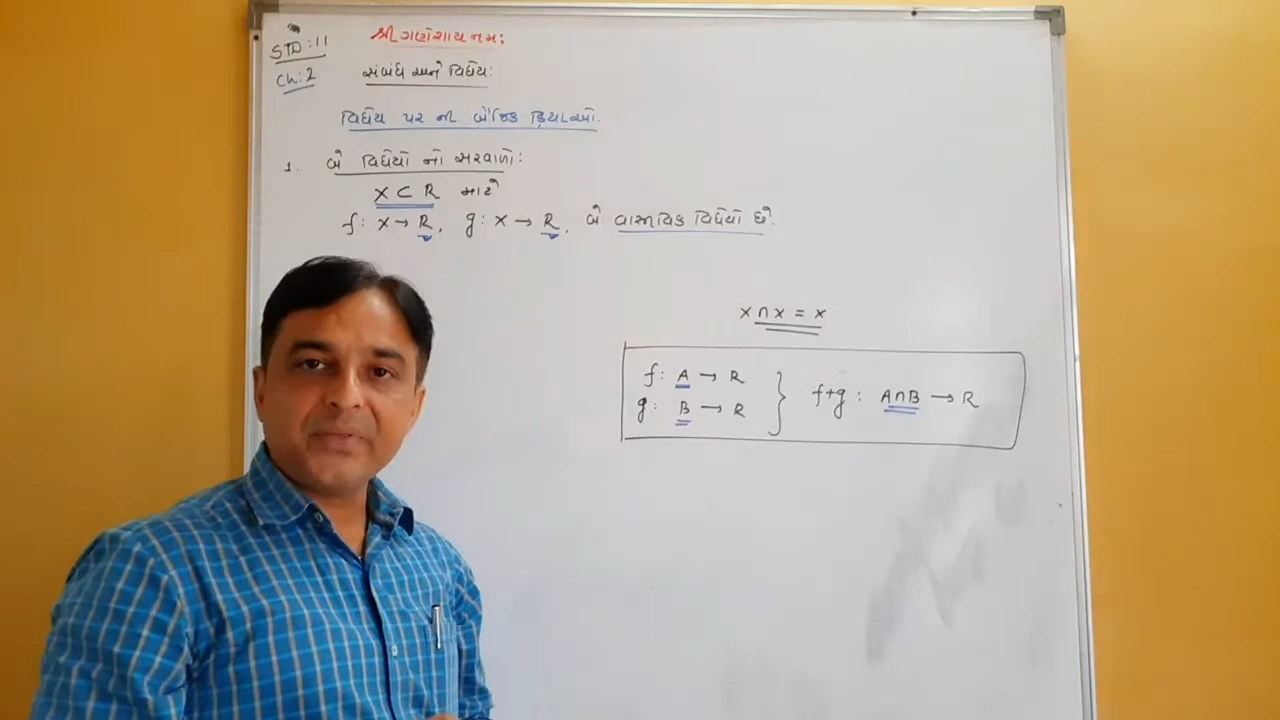 STD : 11
શ્રી ગણેશાય નમ:
Ch: 2
સંબંધ અને વિધેય:
વિધેય પર ની બૈજિક ક્રિયાઓ.
1. બે વિધેયો નો સરવાળો:
X ⊂ R માટે
f: X → R, g: X → R, બે વાસ્તવિક વિધેયો છે.
X ∩ X = X
f: A → R
g: B → R } f+g : A∩B → R